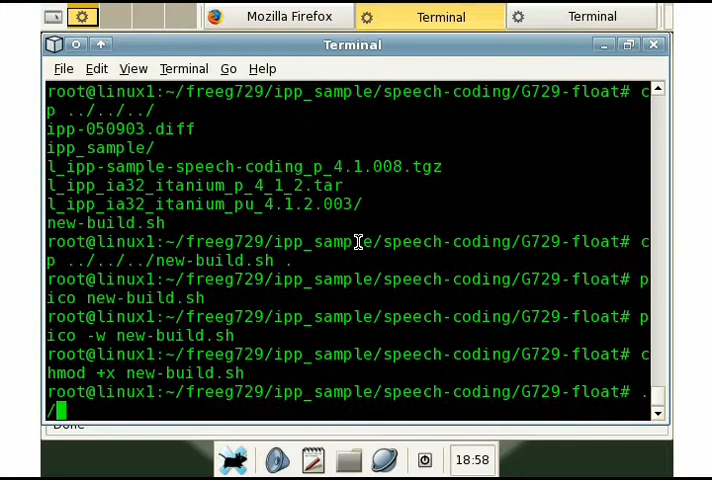 Mozilla Firefox
Terminal
Terminal
Terminal
File Edit View Terminal Go Help
root@linux1:~/freeg729/ipp_sample/speech-coding/G729-float# c
p ../../../
ipp-050903.diff
ipp_sample/
l_ipp-sample-speech-coding_p_4.1.008.tgz
l_ipp_ia32_itanium_p_4_1_2.tar
l_ipp_ia32_itanium_pu_4.1.2.003/
new-build.sh
root@linux1:~/freeg729/ipp_sample/speech-coding/G729-float# c
p ../../../new-build.sh .
root@linux1:~/freeg729/ipp_sample/speech-coding/G729-float# p
ico new-build.sh
root@linux1:~/freeg729/ipp_sample/speech-coding/G729-float# p
ico -w new-build.sh
root@linux1:~/freeg729/ipp_sample/speech-coding/G729-float# c
hmod +x new-build.sh
root@linux1:~/freeg729/ipp_sample/speech-coding/G729-float# .
/
Done
18:58